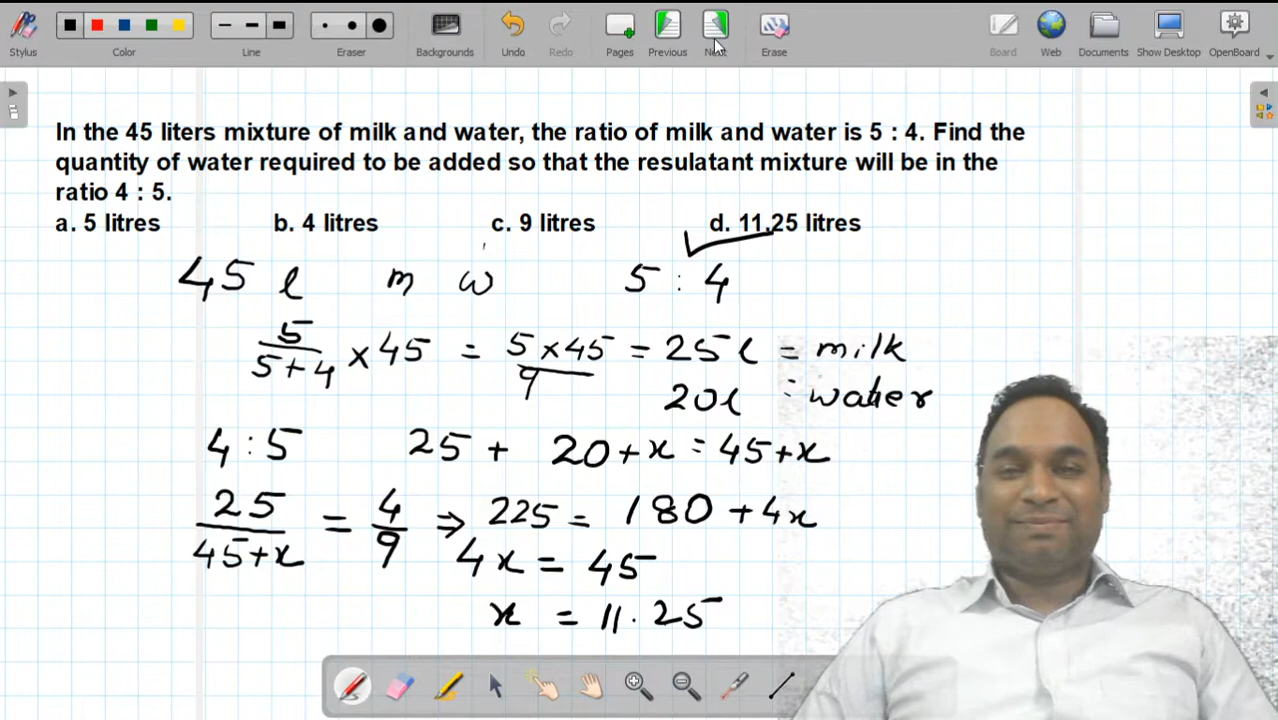 Stylus Color Line Eraser Backgrounds Undo Redo Pages Previous Next Erase Board Web Documents Show Desktop OpenBoard
In the 45 liters mixture of milk and water, the ratio of milk and water is 5 : 4. Find the
quantity of water required to be added so that the resulatant mixture will be in the
ratio 4 : 5.
a. 5 litres b. 4 litres c. 9 litres d. 11.25 litres
45 l m w 5 : 4
5/5+4 × 45 = 5×45/9 = 25l = milk
20l = water
4 : 5 25 + 20+x = 45+x
25/45+x = 4/9 ⇒ 225 = 180 + 4x
4x = 45
x = 11.25